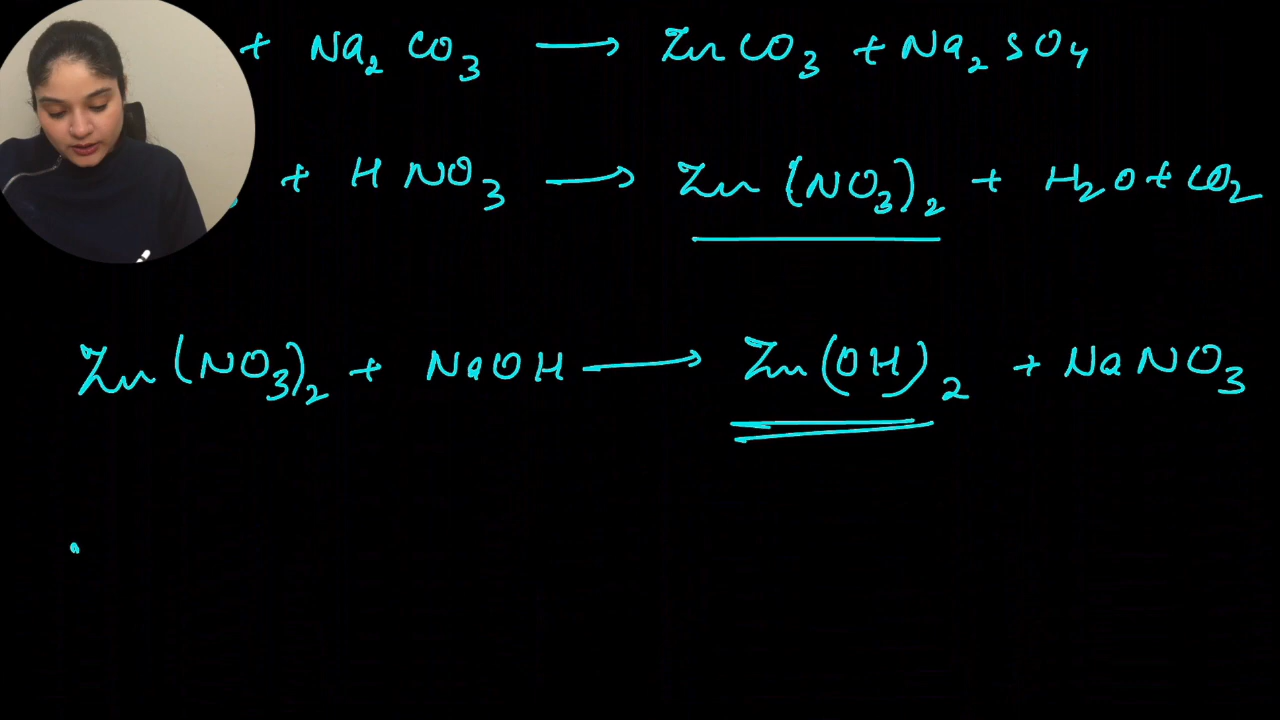 + Na₂CO₃ → ZnCO₃ + Na₂SO₄
+ HNO₃ → Zn(NO₃)₂ + H₂O + CO₂
Zn(NO₃)₂ + NaOH → Zn(OH)₂ + NaNO₃